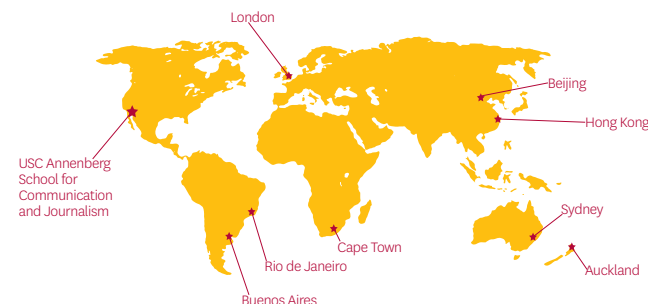 London
Beijing
Hong Kong
USC Annenberg
School for
Communication
and Journalism
Sydney
Cape Town
Rio de Janeiro
Auckland
Buenos Aires